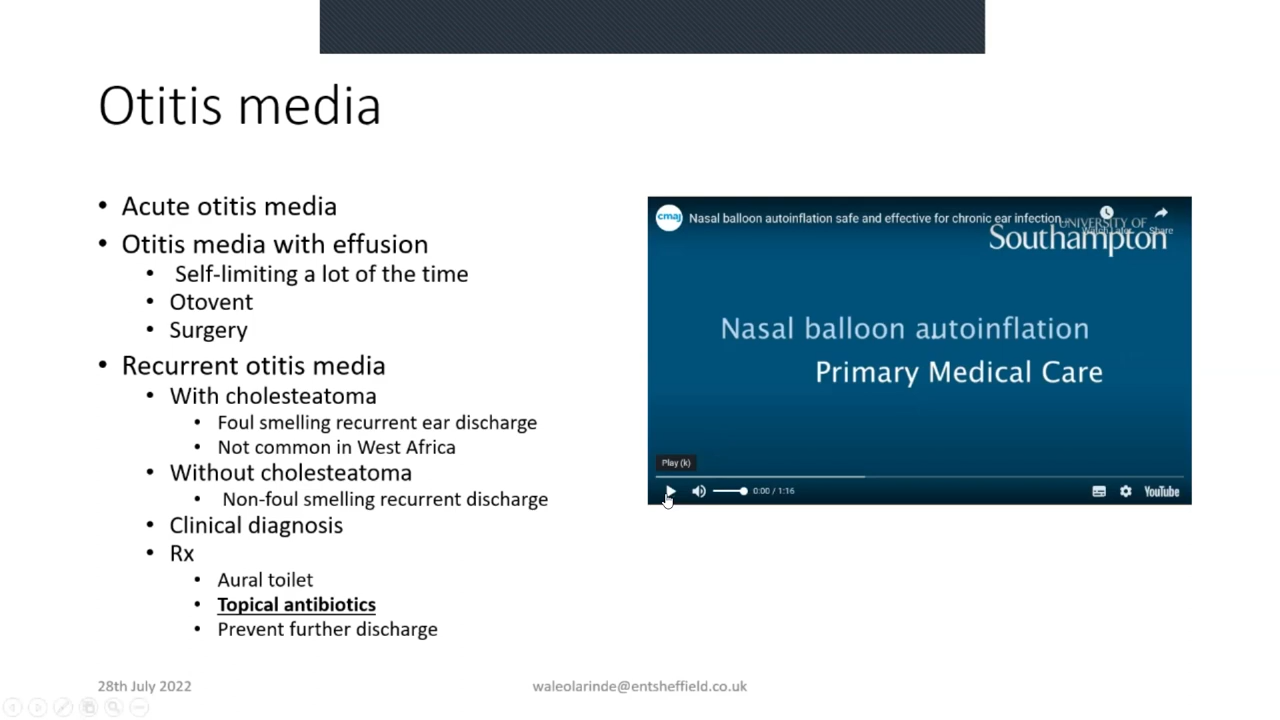 Otitis media
• Acute otitis media
• Otitis media with effusion
• Self-limiting a lot of the time
• Otovent
• Surgery
• Recurrent otitis media
• With cholesteatoma
• Foul smelling recurrent ear discharge
• Not common in West Africa
• Without cholesteatoma
• Non-foul smelling recurrent discharge
• Clinical diagnosis
• Rx
• Aural toilet
• Topical antibiotics
• Prevent further discharge
cmaj Nasal balloon autoinflation safe and effective for chronic ear infection
UNIVERSITY OF
Watch Later Share
Southampton
Nasal balloon autoinflation
Primary Medical Care
Play (k)
0:00 / 1:16 YouTube
28th July 2022 waleolarinde@entsheffield.co.uk